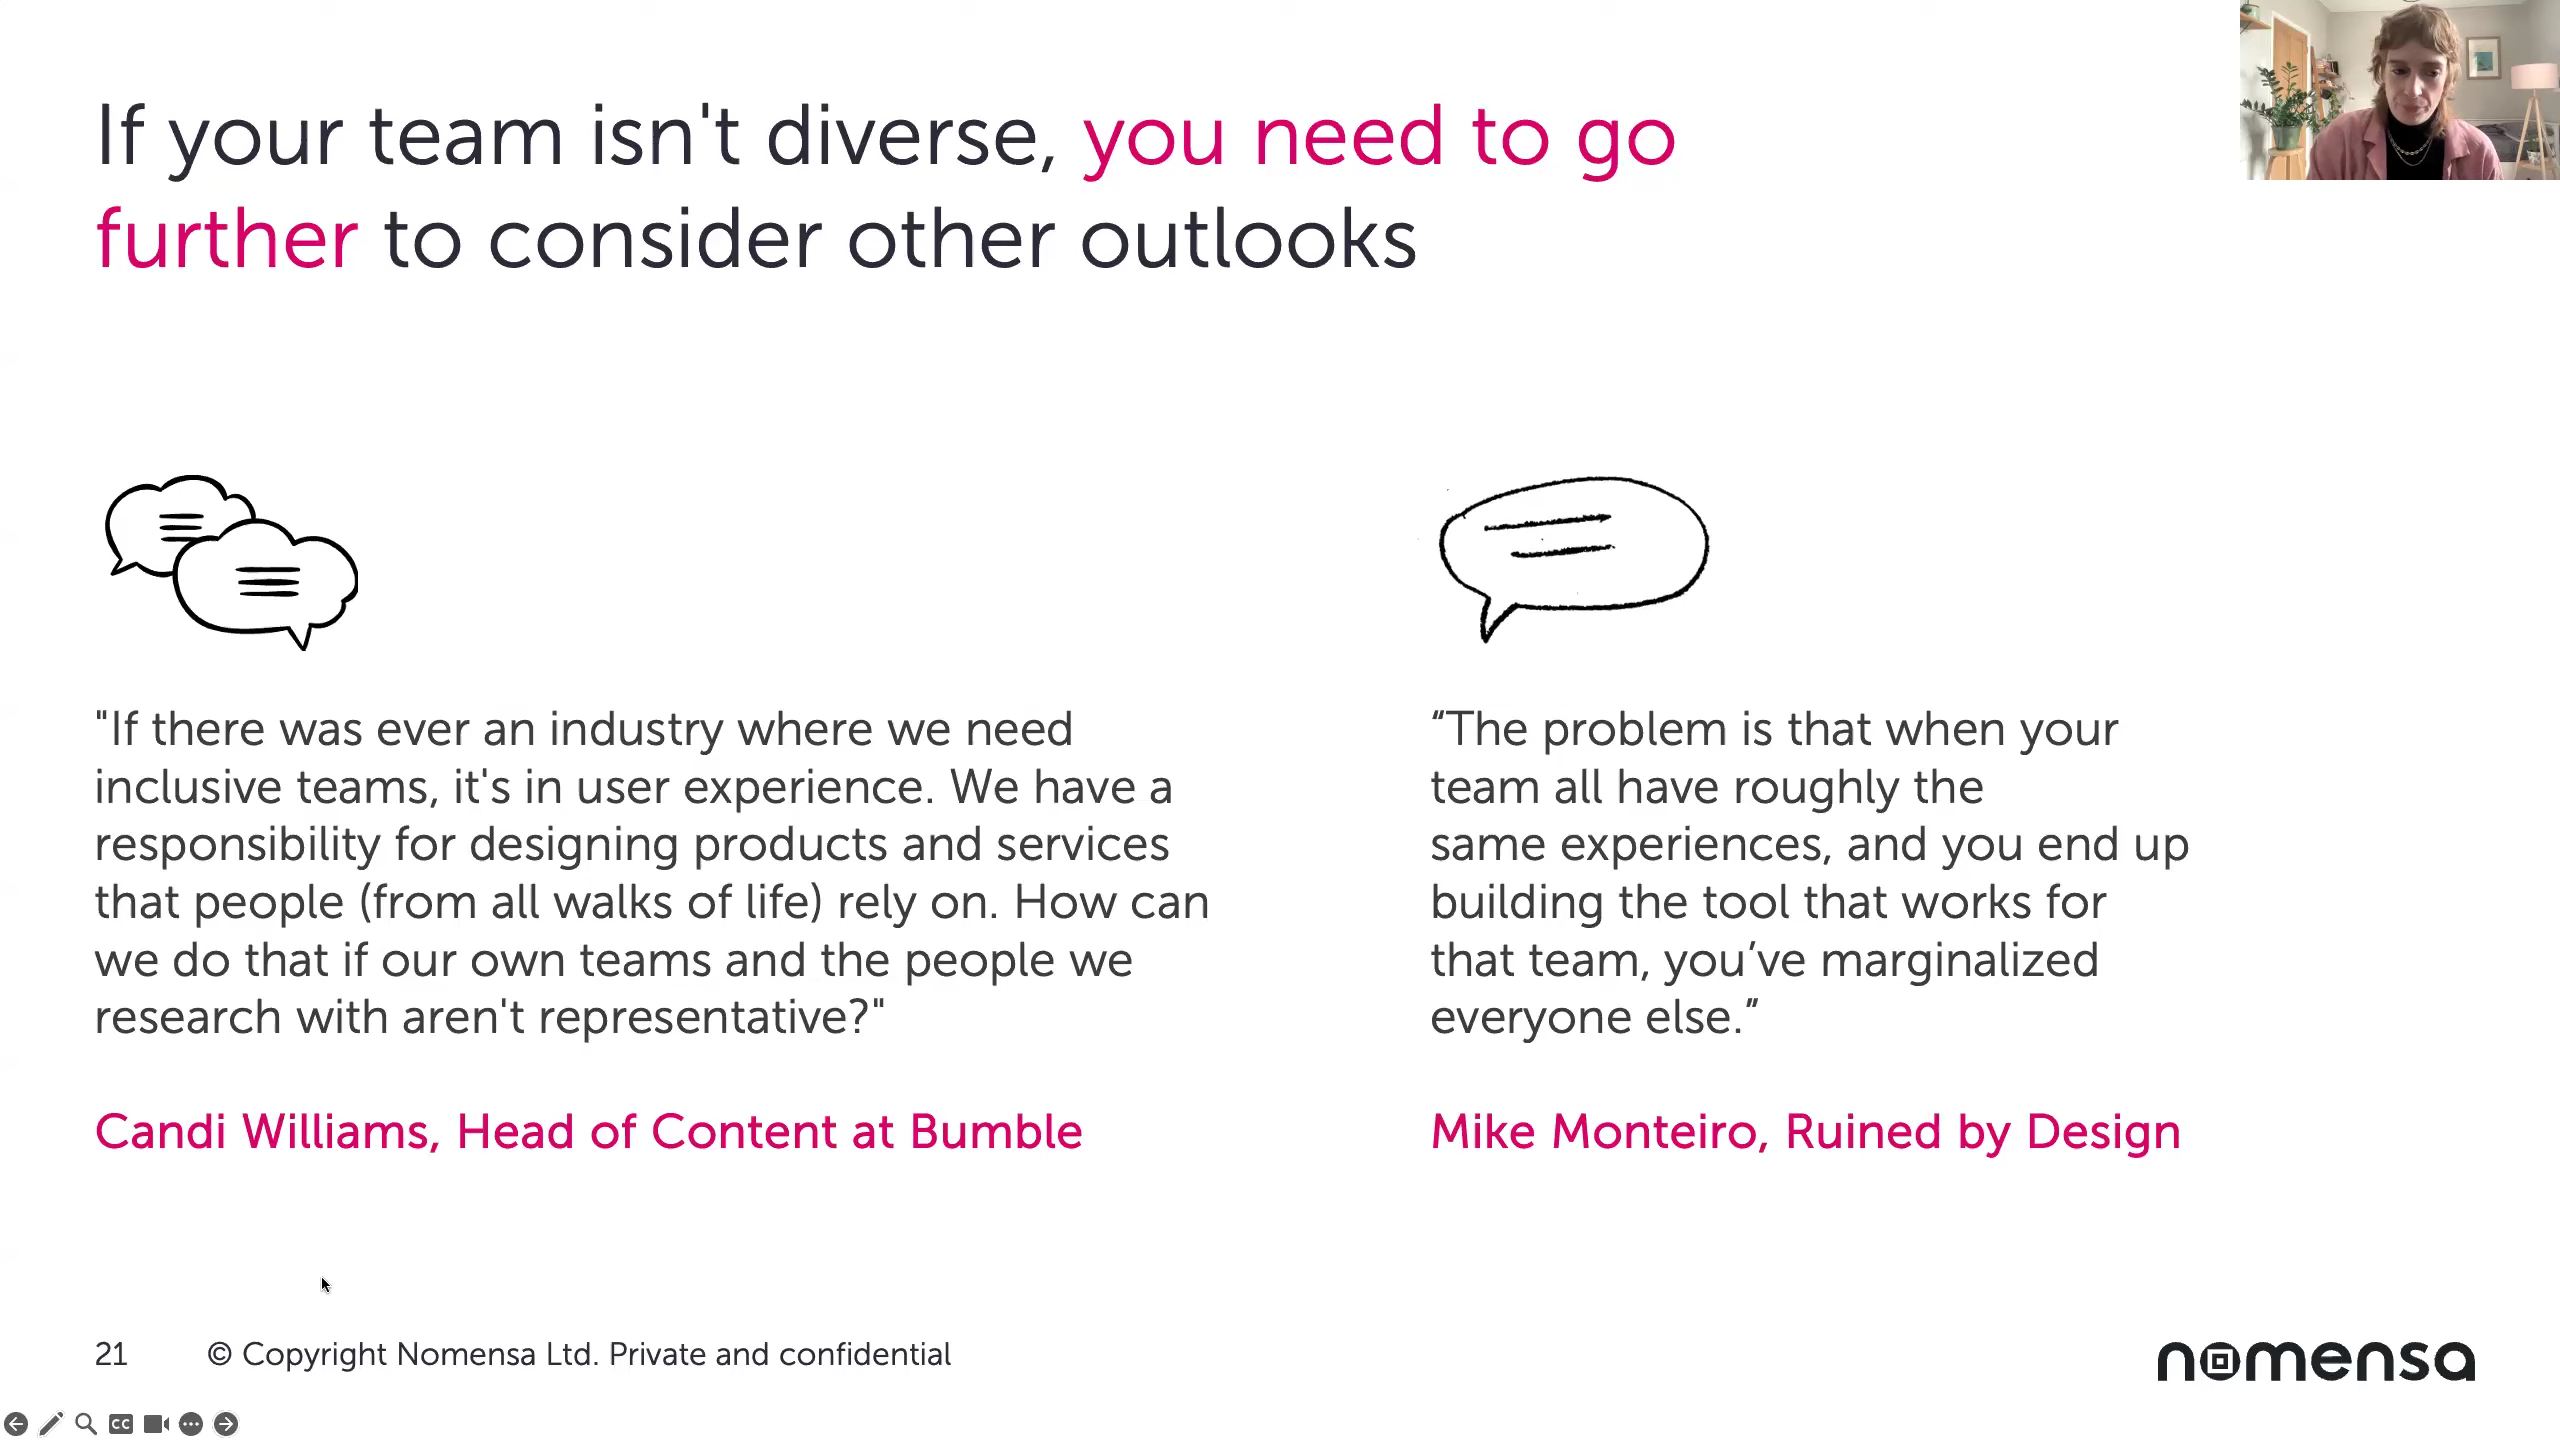 If your team isn't diverse, you need to go
further to consider other outlooks
"If there was ever an industry where we need
inclusive teams, it's in user experience. We have a
responsibility for designing products and services
that people (from all walks of life) rely on. How can
we do that if our own teams and the people we
research with aren't representative?"
Candi Williams, Head of Content at Bumble
“The problem is that when your
team all have roughly the
same experiences, and you end up
building the tool that works for
that team, you’ve marginalized
everyone else.”
Mike Monteiro, Ruined by Design
21
© Copyright Nomensa Ltd. Private and confidential
nomensa
CC